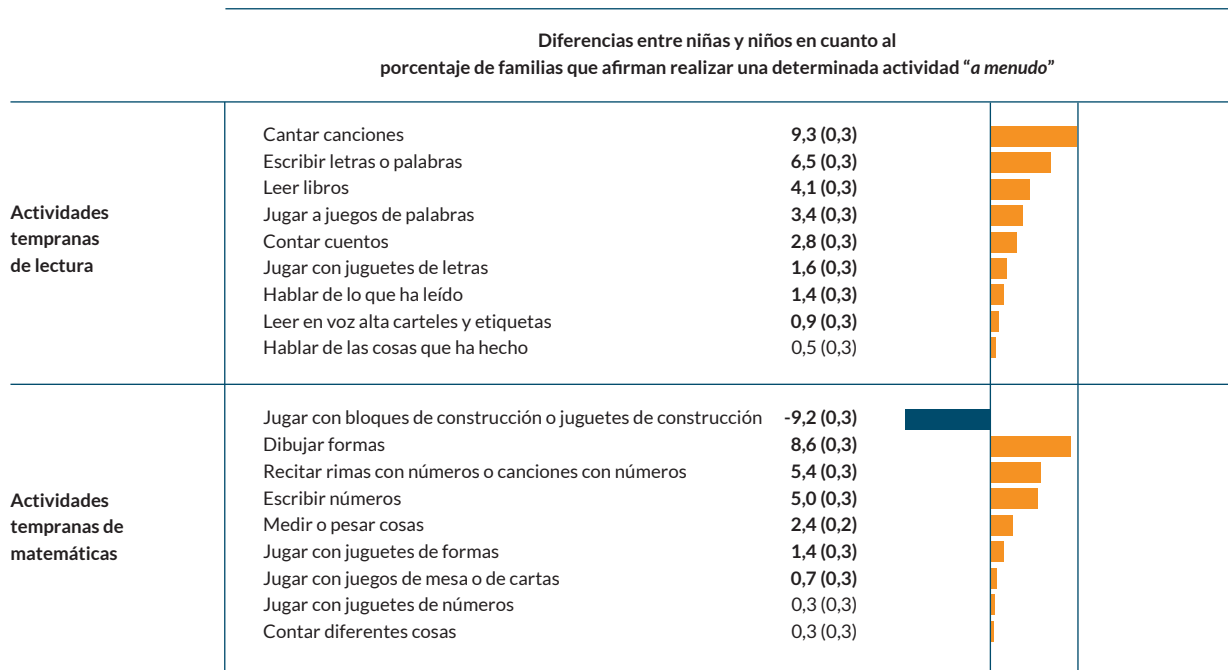 Diferencias entre niñas y niños en cuanto al
porcentaje de familias que afirman realizar una determinada actividad “a menudo”
Actividades
tempranas
de lectura
Cantar canciones 9,3 (0,3)
Escribir letras o palabras 6,5 (0,3)
Leer libros 4,1 (0,3)
Jugar a juegos de palabras 3,4 (0,3)
Contar cuentos 2,8 (0,3)
Jugar con juguetes de letras 1,6 (0,3)
Hablar de lo que ha leído 1,4 (0,3)
Leer en voz alta carteles y etiquetas 0,9 (0,3)
Hablar de las cosas que ha hecho 0,5 (0,3)
Actividades
tempranas de
matemáticas
Jugar con bloques de construcción o juguetes de construcción -9,2 (0,3)
Dibujar formas 8,6 (0,3)
Recitar rimas con números o canciones con números 5,4 (0,3)
Escribir números 5,0 (0,3)
Medir o pesar cosas 2,4 (0,2)
Jugar con juguetes de formas 1,4 (0,3)
Jugar con juegos de mesa o de cartas 0,7 (0,3)
Jugar con juguetes de números 0,3 (0,3)
Contar diferentes cosas 0,3 (0,3)